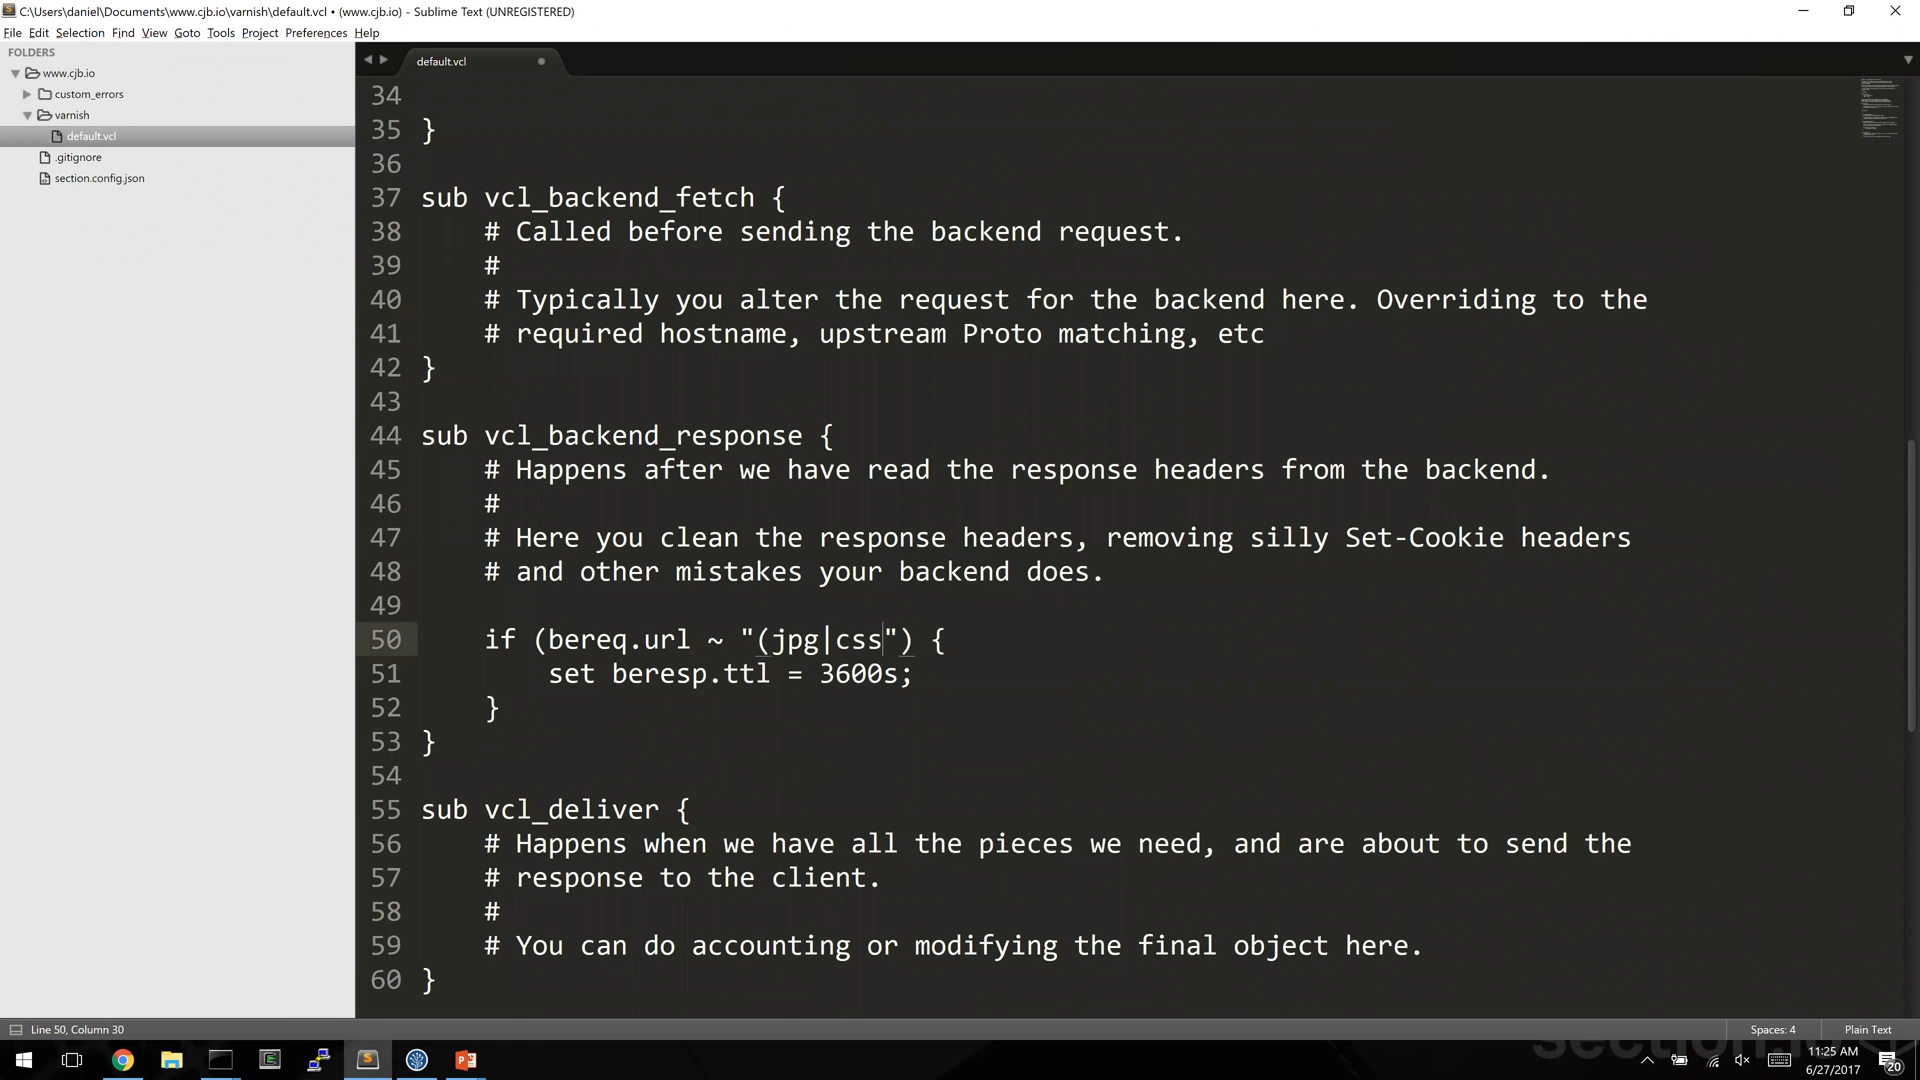 C:\Users\daniel\Documents\www.cjb.io\varnish\default.vcl • (www.cjb.io) - Sublime Text (UNREGISTERED)
File Edit Selection Find View Goto Tools Project Preferences Help
FOLDERS
www.cjb.io
custom_errors
varnish
default.vcl
.gitignore
section.config.json
default.vcl
34
35 }
36
37 sub vcl_backend_fetch {
38 # Called before sending the backend request.
39 #
40 # Typically you alter the request for the backend here. Overriding to the
41 # required hostname, upstream Proto matching, etc
42 }
43
44 sub vcl_backend_response {
45 # Happens after we have read the response headers from the backend.
46 #
47 # Here you clean the response headers, removing silly Set-Cookie headers
48 # and other mistakes your backend does.
49
50 if (bereq.url ~ "(jpg|css") {
51 set beresp.ttl = 3600s;
52 }
53 }
54
55 sub vcl_deliver {
56 # Happens when we have all the pieces we need, and are about to send the
57 # response to the client.
58 #
59 # You can do accounting or modifying the final object here.
60 }
Line 50, Column 30
Spaces: 4
Plain Text
11:25 AM
6/27/2017
20